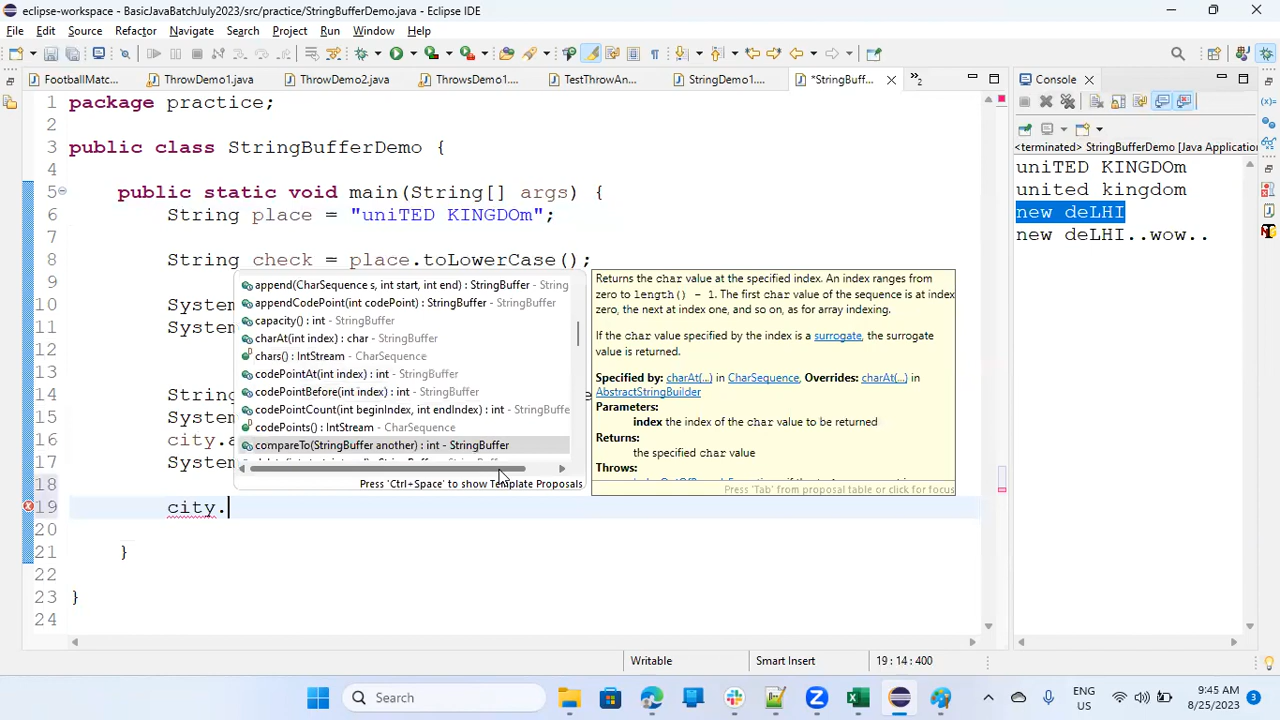 eclipse-workspace - BasicJavaBatchJuly2023/src/practice/StringBufferDemo.java - Eclipse IDE
File Edit Source Refactor Navigate Search Project Run Window Help
FootballMatc... ThrowDemo1.java ThrowDemo2.java ThrowsDemo1.... TestThrowAn... StringDemo1.... *StringBuff... »2
Console
<terminated> StringBufferDemo [Java Application]
uniTED KINGDOm
united kingdom
new deLHI
new deLHI..wow..
1 package practice;
2
3 public class StringBufferDemo {
4
5 public static void main(String[] args) {
6 String place = "uniTED KINGDOm";
7
8 String check = place.toLowerCase();
10 System
11 System
12
14 String
15 System
16 city.a
17 System
18
19 city.
20
21 }
22
23 }
24
append(CharSequence s, int start, int end) : StringBuffer - String
appendCodePoint(int codePoint) : StringBuffer - StringBuffer
capacity() : int - StringBuffer
charAt(int index) : char - StringBuffer
chars() : IntStream - CharSequence
codePointAt(int index) : int - StringBuffer
codePointBefore(int index) : int - StringBuffer
codePointCount(int beginIndex, int endIndex) : int - StringBuffe
codePoints() : IntStream - CharSequence
compareTo(StringBuffer another) : int - StringBuffer
Press 'Ctrl+Space' to show Template Proposals
Returns the char value at the specified index. An index ranges from
zero to length() - 1. The first char value of the sequence is at index
zero, the next at index one, and so on, as for array indexing.
If the char value specified by the index is a surrogate, the surrogate
value is returned.
Specified by: charAt(...) in CharSequence, Overrides: charAt(...) in
AbstractStringBuilder
Parameters:
index the index of the char value to be returned
Returns:
the specified char value
Throws:
Press 'Tab' from proposal table or click for focus
Writable Smart Insert 19 : 14 : 400
Search
ENG
US
9:45 AM
8/25/2023
3